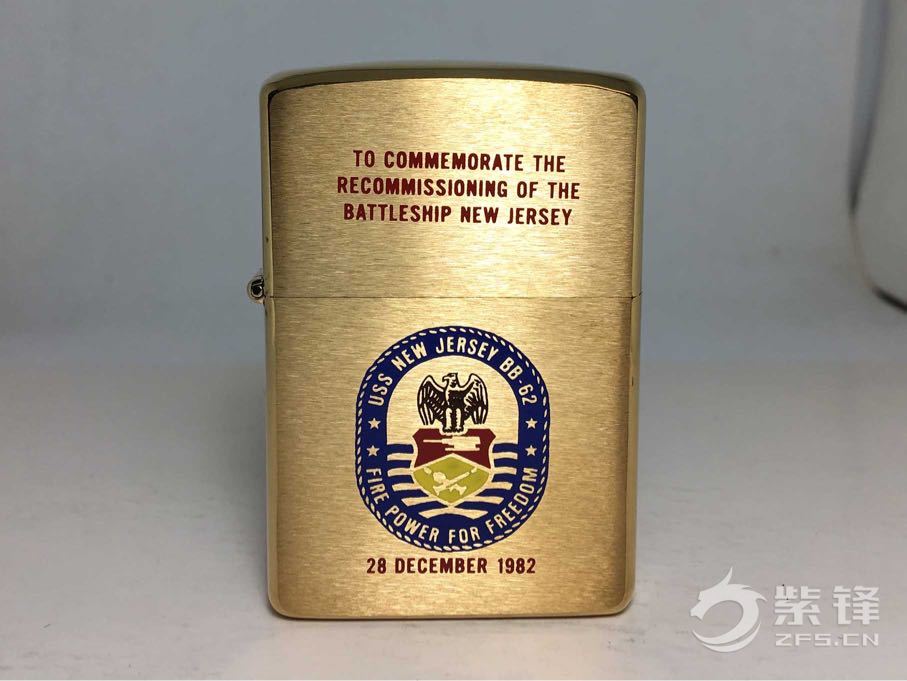 TO COMMEMORATE THE
RECOMMISSIONING OF THE
BATTLESHIP NEW JERSEY
USS NEW JERSEY BB-62
FIRE POWER FOR FREEDOM
28 DECEMBER 1982
紫锋
ZFS.CN